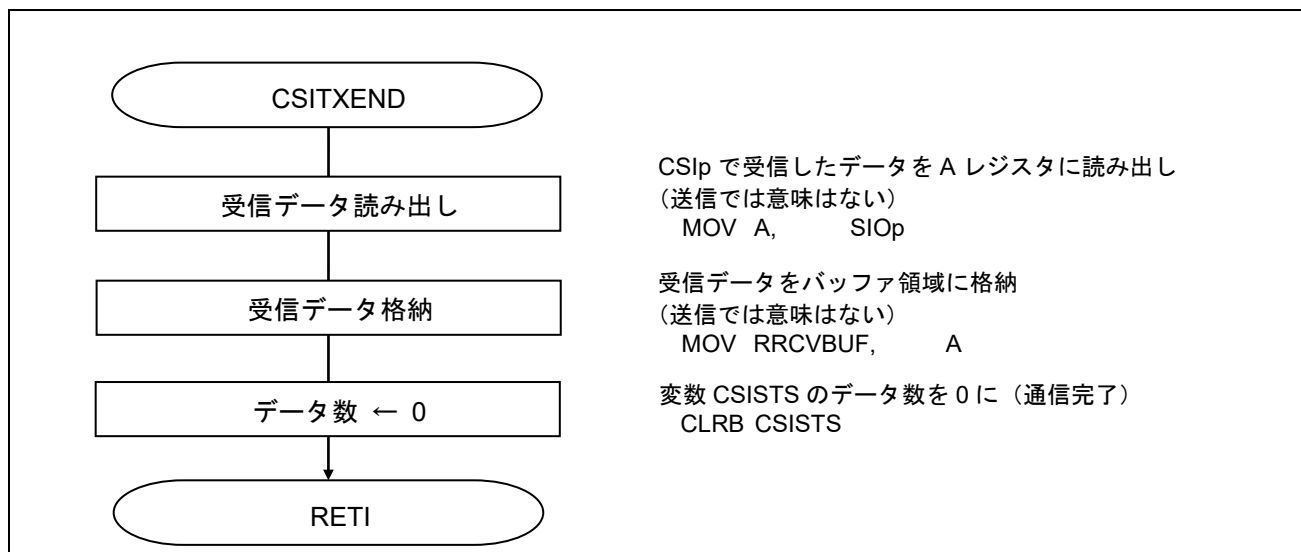 CSITXEND
受信データ読み出し
CSIp で受信したデータを A レジスタに読み出し
（送信では意味はない）
MOV A, SIOp
受信データ格納
受信データをバッファ領域に格納
（送信では意味はない）
MOV RRCVBUF, A
データ数 ← 0
変数 CSISTS のデータ数を 0 に（通信完了）
CLRB CSISTS
RETI